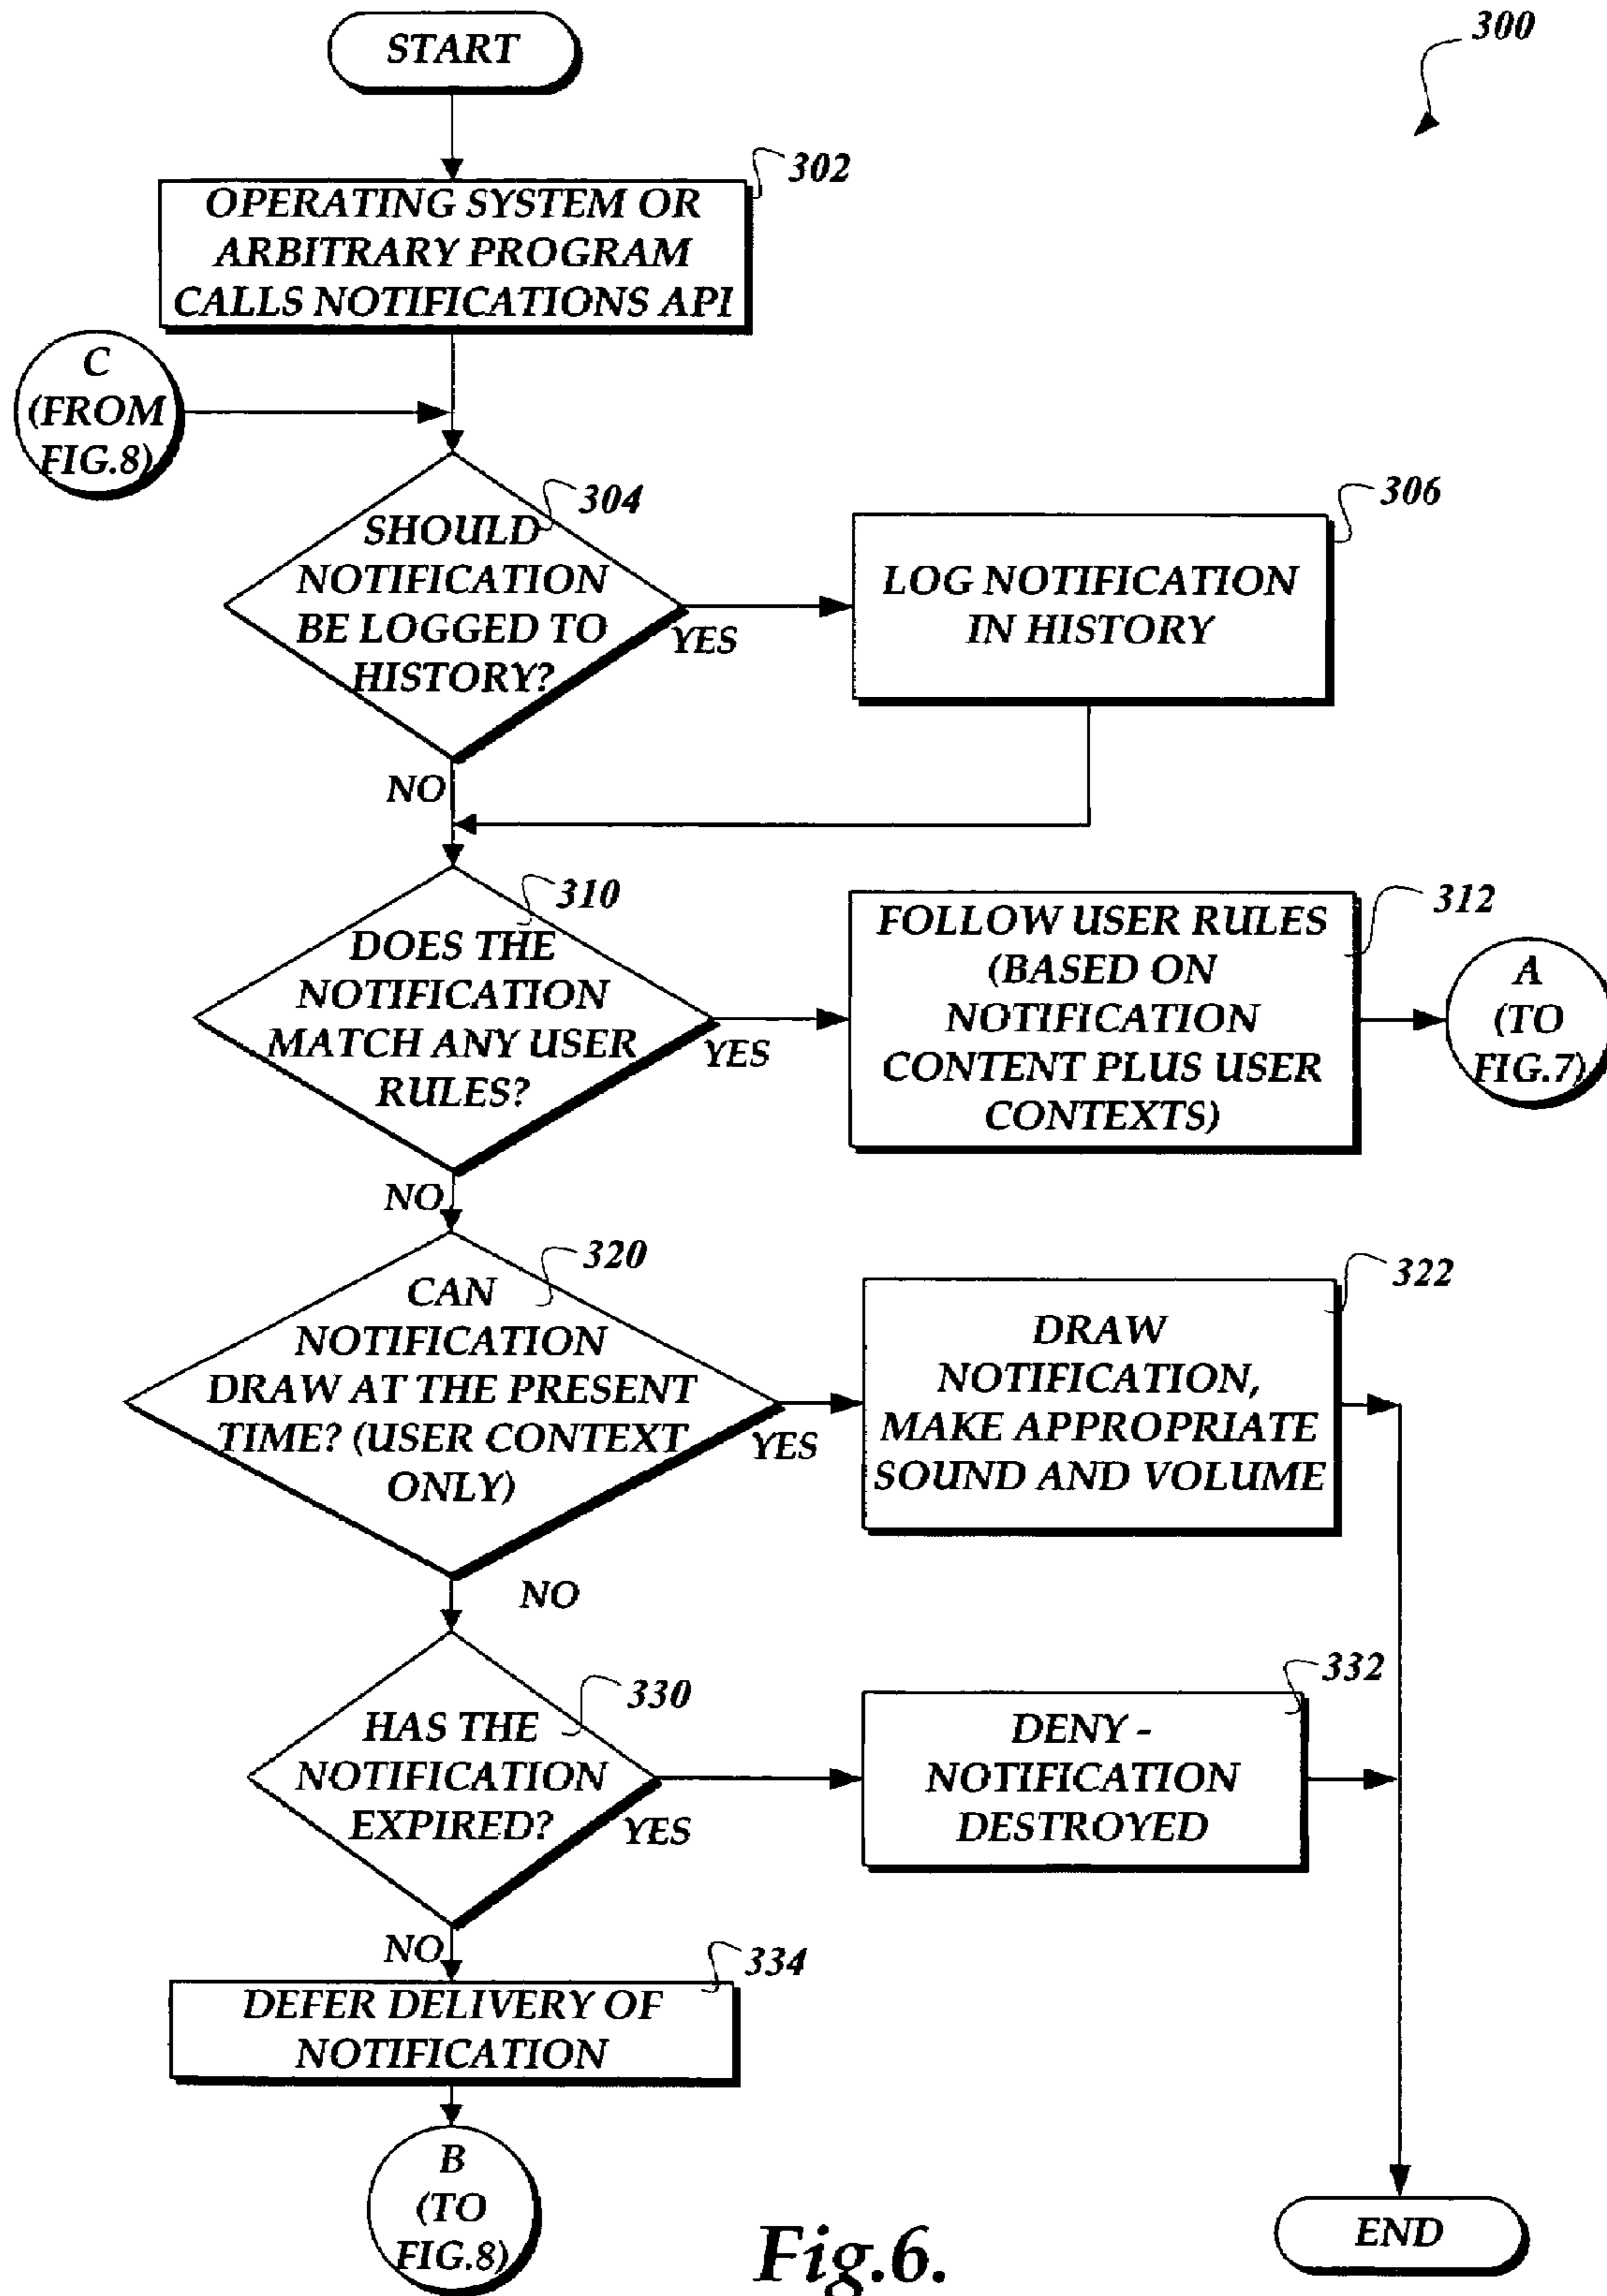 300
START
302
OPERATING SYSTEM OR
ARBITRARY PROGRAM
CALLS NOTIFICATIONS API
C
(FROM
FIG.8)
304
SHOULD
NOTIFICATION
BE LOGGED TO
HISTORY?
YES
NO
306
LOG NOTIFICATION
IN HISTORY
310
DOES THE
NOTIFICATION
MATCH ANY USER
RULES?
YES
NO
312
FOLLOW USER RULES
(BASED ON
NOTIFICATION
CONTENT PLUS USER
CONTEXTS)
A
(TO
FIG.7)
320
CAN
NOTIFICATION
DRAW AT THE PRESENT
TIME? (USER CONTEXT
ONLY)
YES
NO
322
DRAW
NOTIFICATION,
MAKE APPROPRIATE
SOUND AND VOLUME
330
HAS THE
NOTIFICATION
EXPIRED?
YES
NO
332
DENY -
NOTIFICATION
DESTROYED
334
DEFER DELIVERY OF
NOTIFICATION
B
(TO
FIG.8)
END
Fig.6.